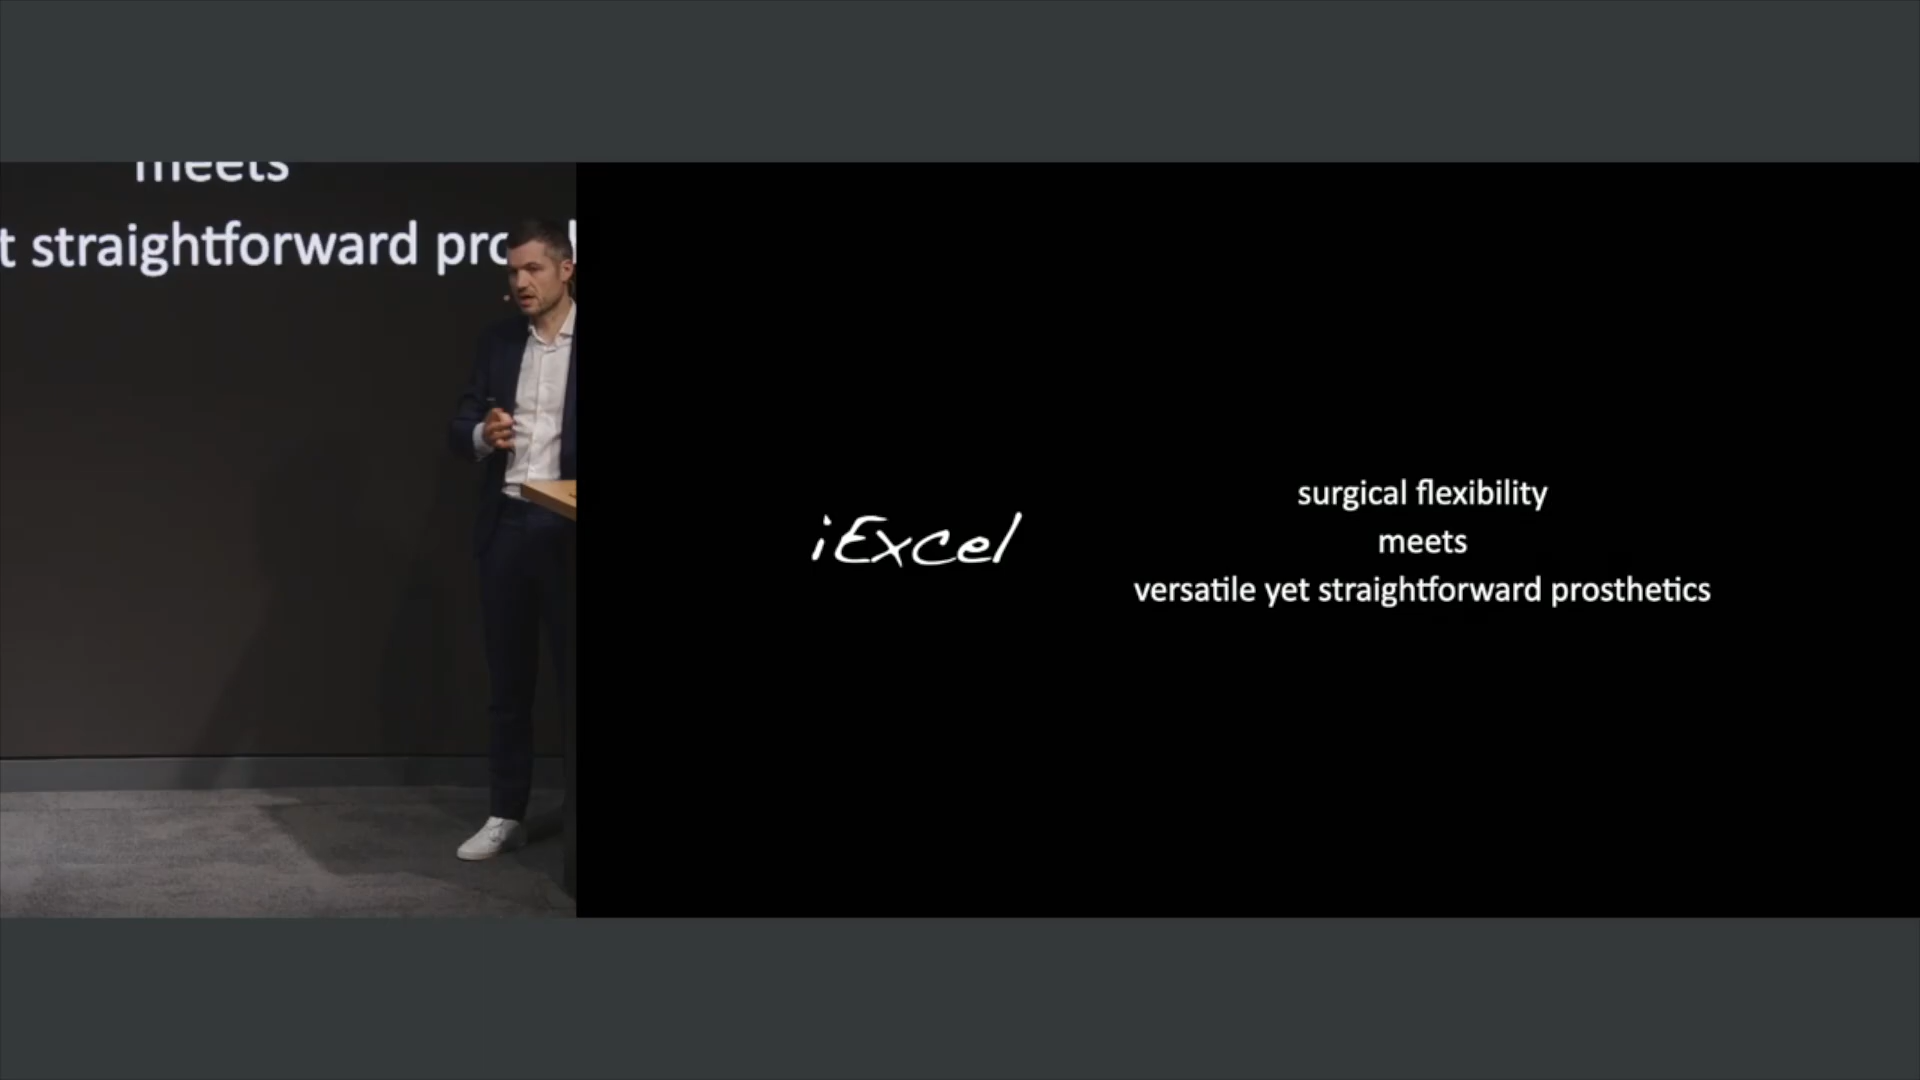 meets
t straightforward pro
iExcel
surgical flexibility
meets
versatile yet straightforward prosthetics